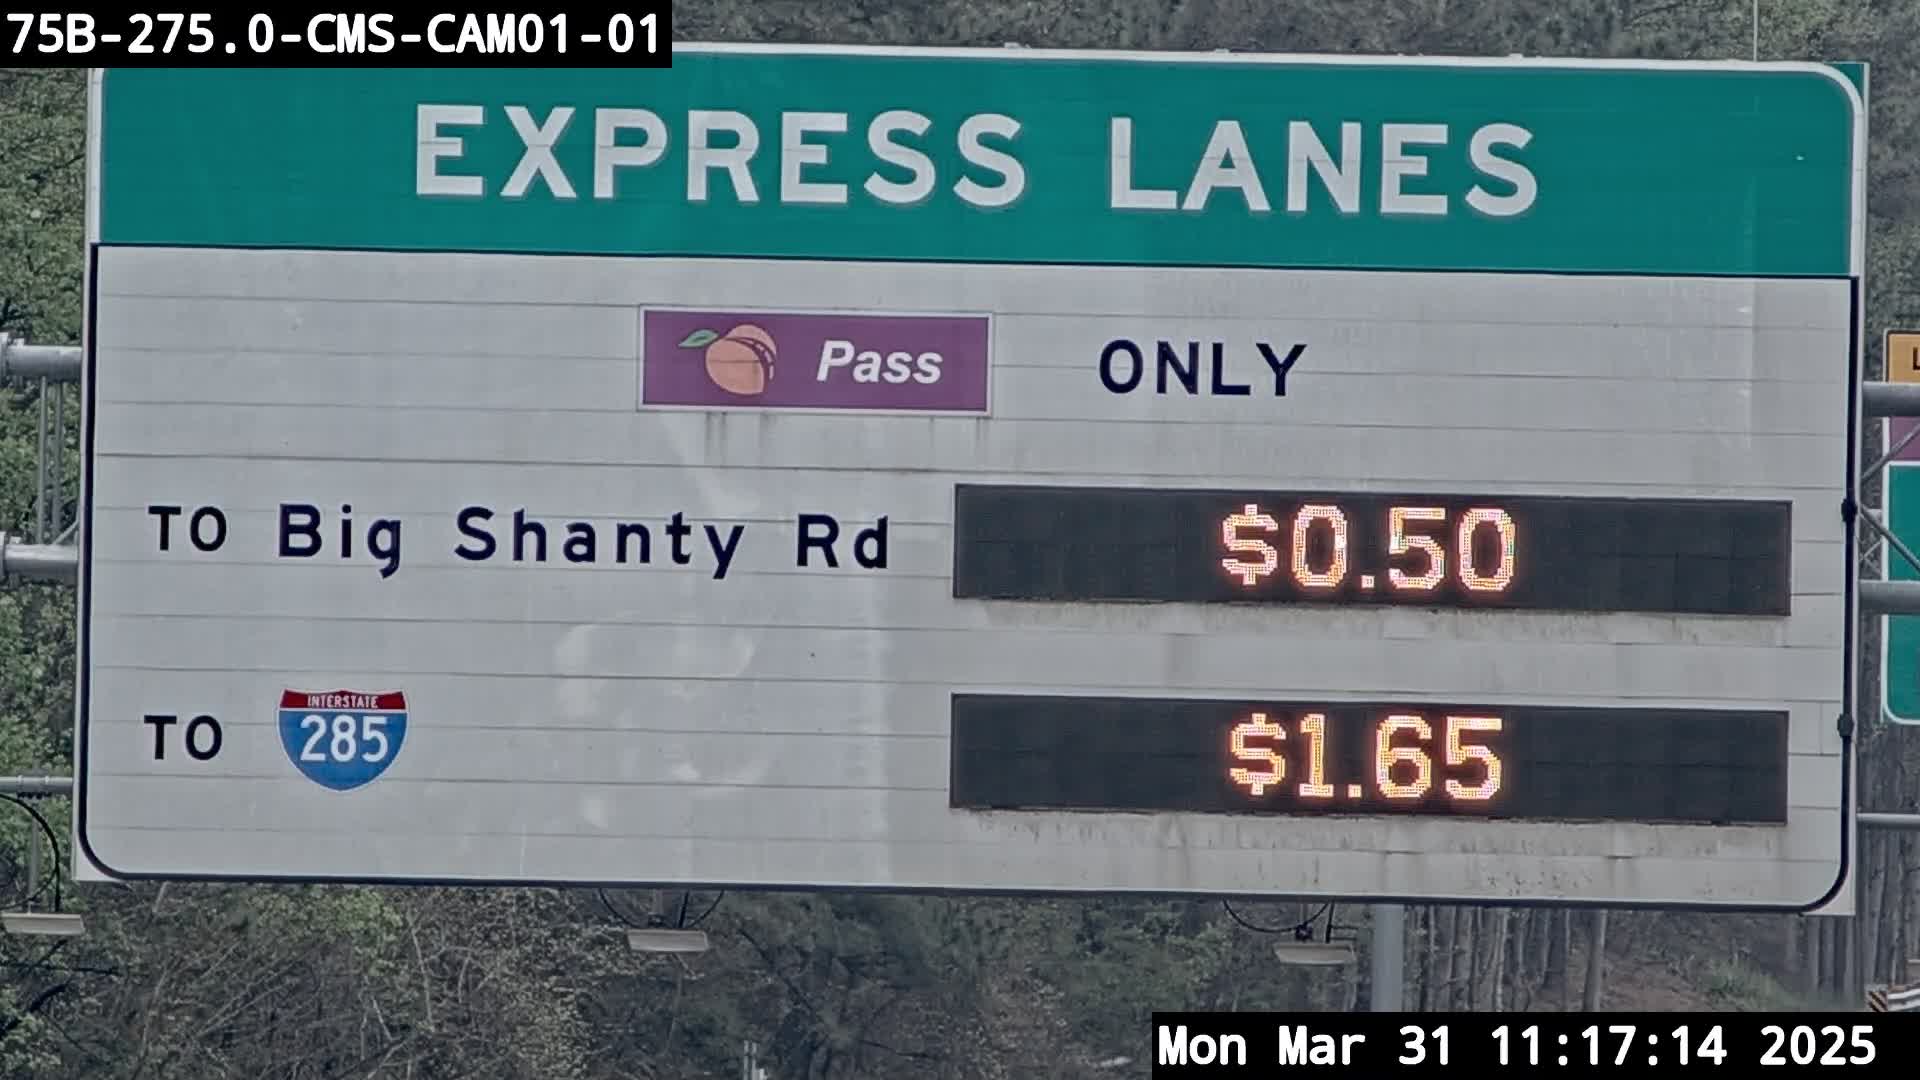 75B-275.0-CMS-CAM01-01
EXPRESS LANES
Pass ONLY
TO Big Shanty Rd $0.50
TO INTERSTATE 285 $1.65
Mon Mar 31 11:17:14 2025